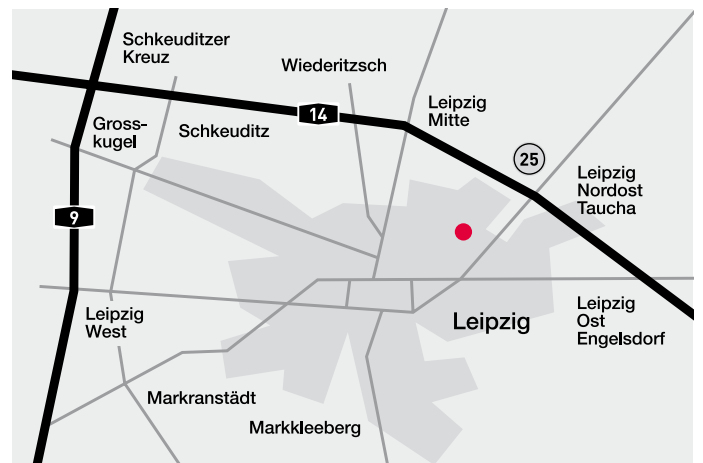 Schkeuditzer
Kreuz
Wiederitzsch
Leipzig
Mitte
14
Gross-
kugel
Schkeuditz
25
Leipzig
Nordost
Taucha
9
Leipzig
West
Leipzig
Leipzig
Ost
Engelsdorf
Markranstädt
Markkleeberg